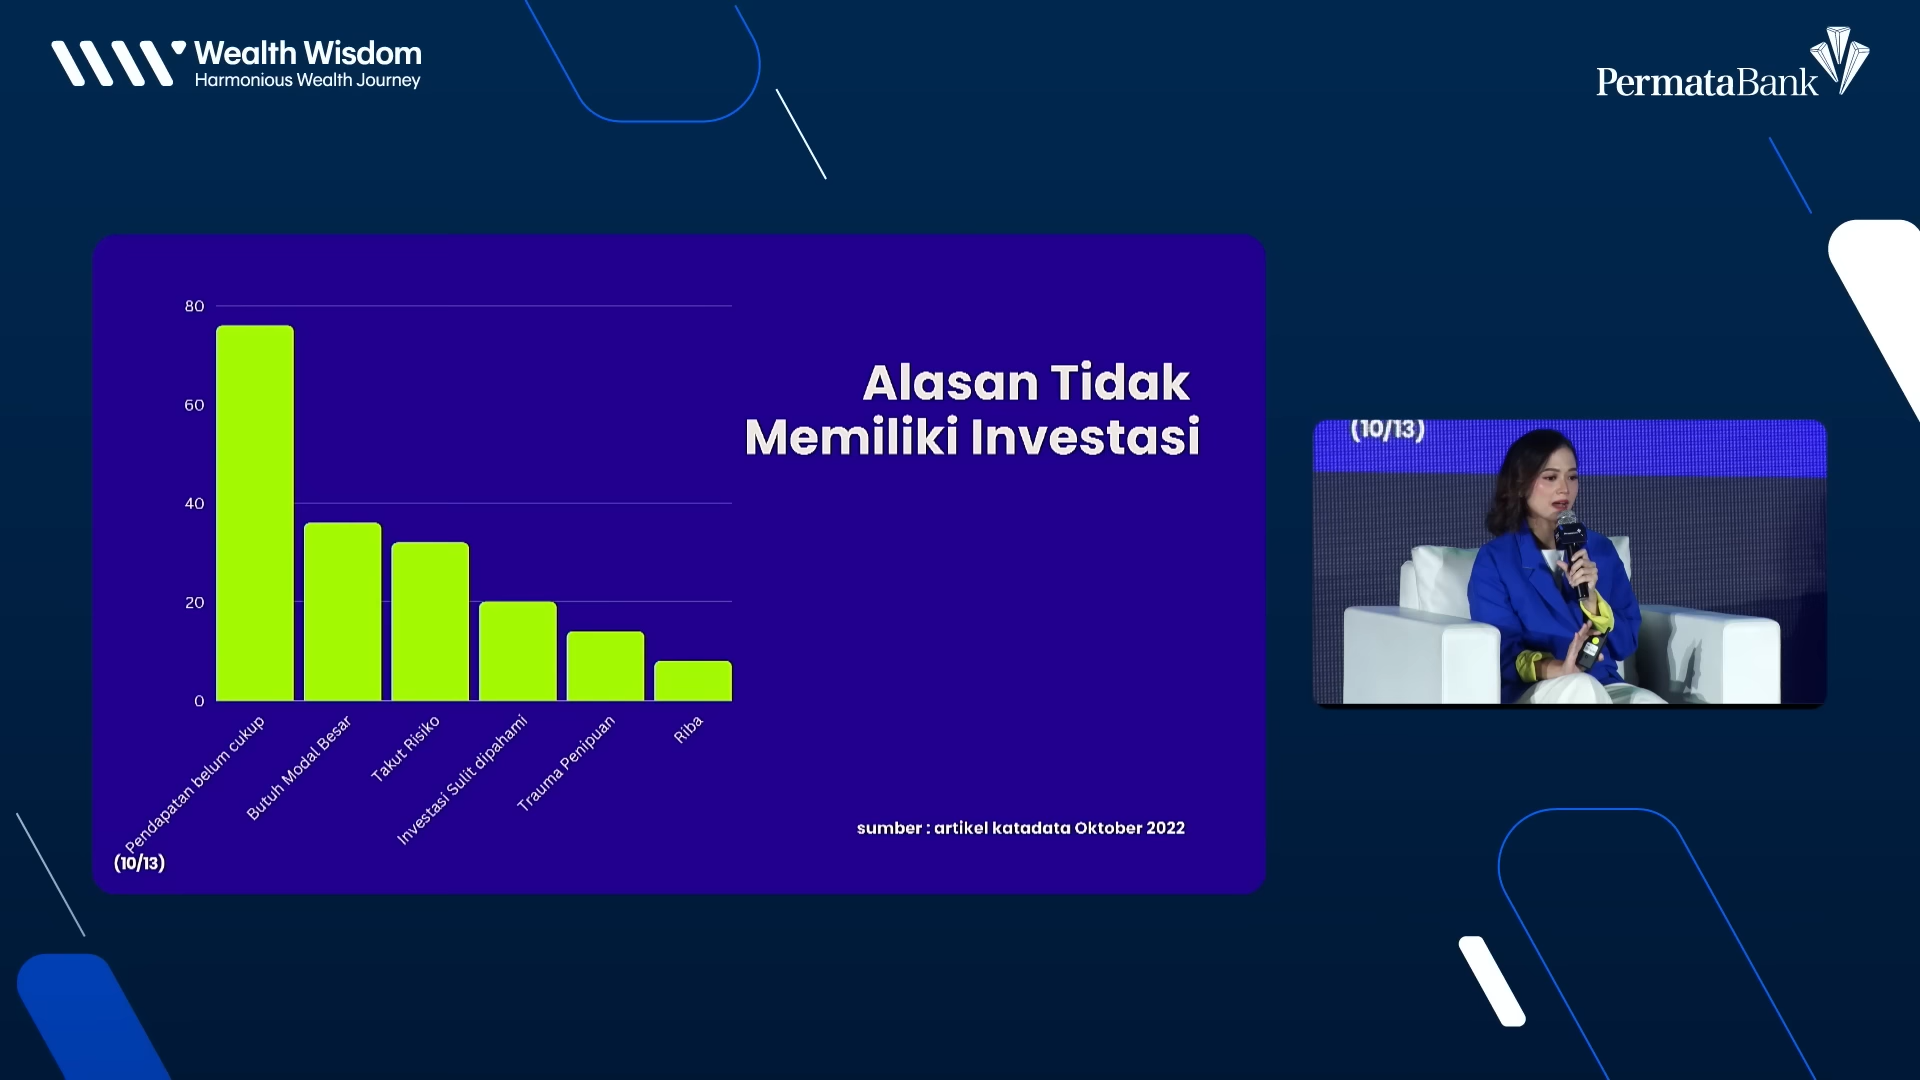 Wealth Wisdom
Harmonious Wealth Journey
PermataBank
80
60
40
20
0
Pendapatan belum cukup
Butuh Modal Besar
Takut Risiko
Investasi Sulit dipahami
Trauma Penipuan
Riba
Alasan Tidak
Memiliki Investasi
sumber : artikel katadata Oktober 2022
(10/13)
(10/13)